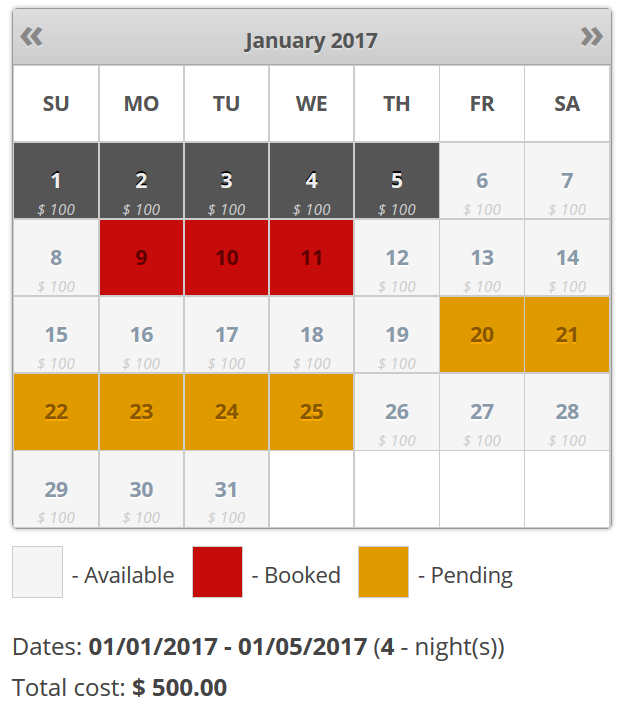 « January 2017 »
SU MO TU WE TH FR SA
1 2 3 4 5 6 7
$ 100 $ 100 $ 100 $ 100 $ 100 $ 100 $ 100
8 9 10 11 12 13 14
$ 100 $ 100 $ 100 $ 100
15 16 17 18 19 20 21
$ 100 $ 100 $ 100 $ 100 $ 100
22 23 24 25 26 27 28
$ 100 $ 100 $ 100
29 30 31
$ 100 $ 100 $ 100
- Available - Booked - Pending
Dates: 01/01/2017 - 01/05/2017 (4 - night(s))
Total cost: $ 500.00